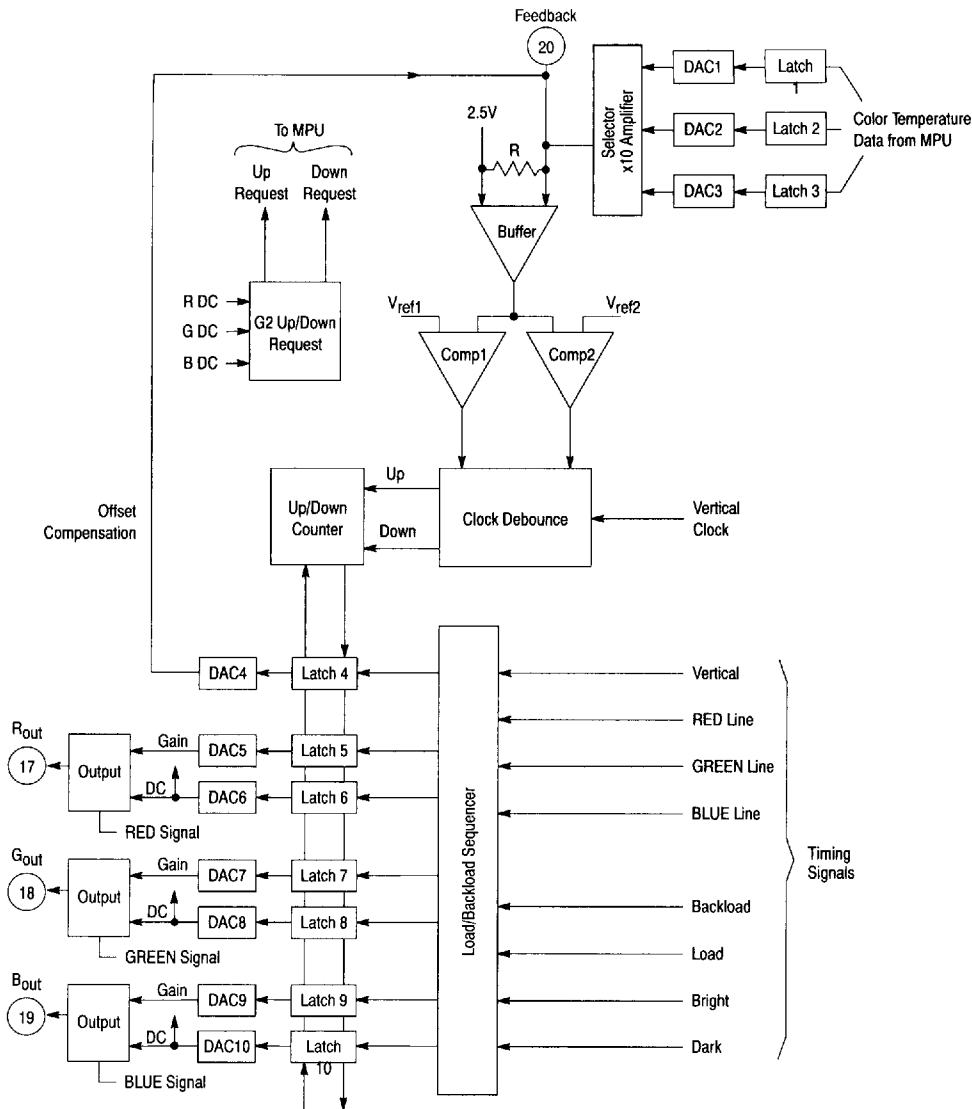 Feedback
20
DAC1
Latch
1
2.5V
Selector
x10 Amplifier
Color Temperature
Data from MPU
To MPU
DAC2
Latch 2
R
Up
Request
Down
Request
DAC3
Latch 3
Buffer
R DC
G DC
B DC
G2 Up/Down
Request
Vref1
Vref2
Comp1
Comp2
Up
Offset
Compensation
Up/Down
Counter
Clock Debounce
Vertical
Clock
Down
DAC4
Latch 4
Vertical
Rout
17
Output
Gain
DAC5
Latch 5
RED Line
DC
DAC6
Latch 6
GREEN Line
RED Signal
BLUE Line
Load/Backload Sequencer
Timing
Signals
Gout
18
Output
Gain
DAC7
Latch 7
DC
DAC8
Latch 8
Backload
GREEN Signal
Load
Bout
19
Output
Gain
DAC9
Latch 9
Bright
DC
DAC10
Latch
10
Dark
BLUE Signal